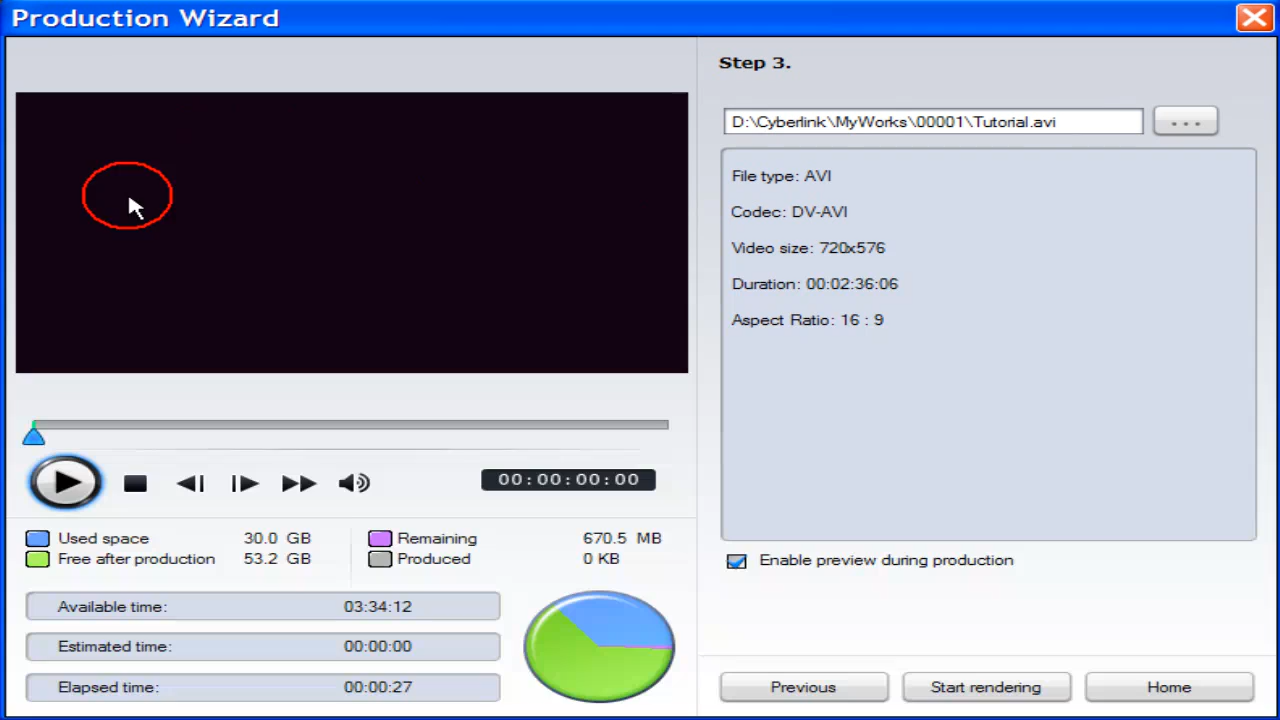 Production Wizard
Step 3.
D:\Cyberlink\MyWorks\00001\Tutorial.avi
...
File type: AVI
Codec: DV-AVI
Video size: 720x576
Duration: 00:02:36:06
Aspect Ratio: 16 : 9
00:00:00:00
Used space 30.0 GB
Remaining 670.5 MB
Free after production 53.2 GB
Produced 0 KB
Enable preview during production
Available time: 03:34:12
Estimated time: 00:00:00
Elapsed time: 00:00:27
Previous
Start rendering
Home